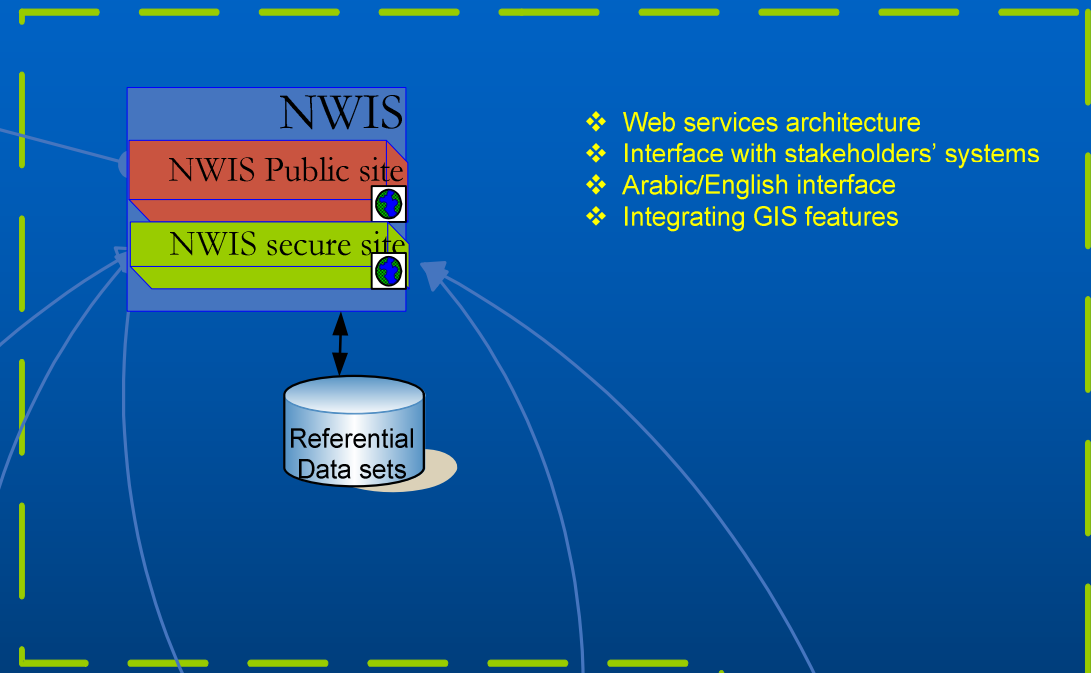 NWIS
NWIS Public site
NWIS secure site
Referential
Data sets
❖ Web services architecture
❖ Interface with stakeholders’ systems
❖ Arabic/English interface
❖ Integrating GIS features